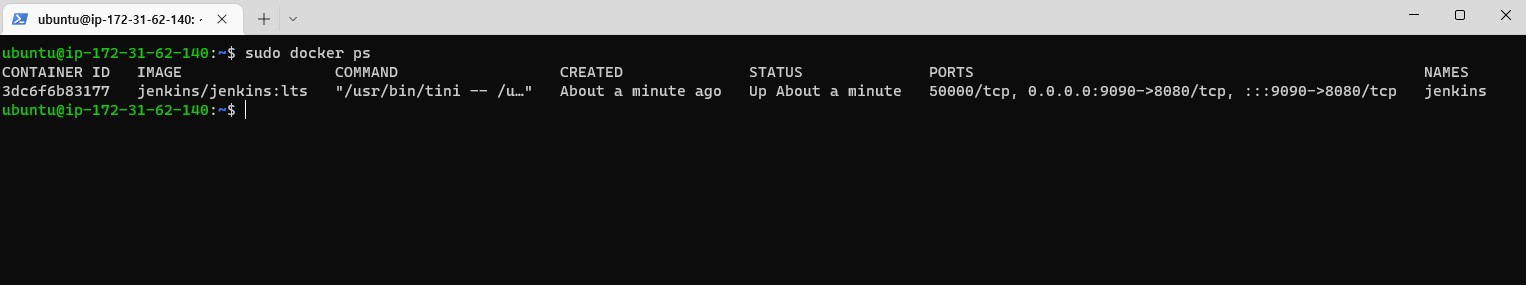 ubuntu@ip-172-31-62-140: ~
ubuntu@ip-172-31-62-140:~$ sudo docker ps
CONTAINER ID   IMAGE                 COMMAND                  CREATED              STATUS              PORTS                                                  NAMES
3dc6f6b83177   jenkins/jenkins:lts   "/usr/bin/tini -- /u…"   About a minute ago   Up About a minute   50000/tcp, 0.0.0.0:9090->8080/tcp, :::9090->8080/tcp   jenkins
ubuntu@ip-172-31-62-140:~$